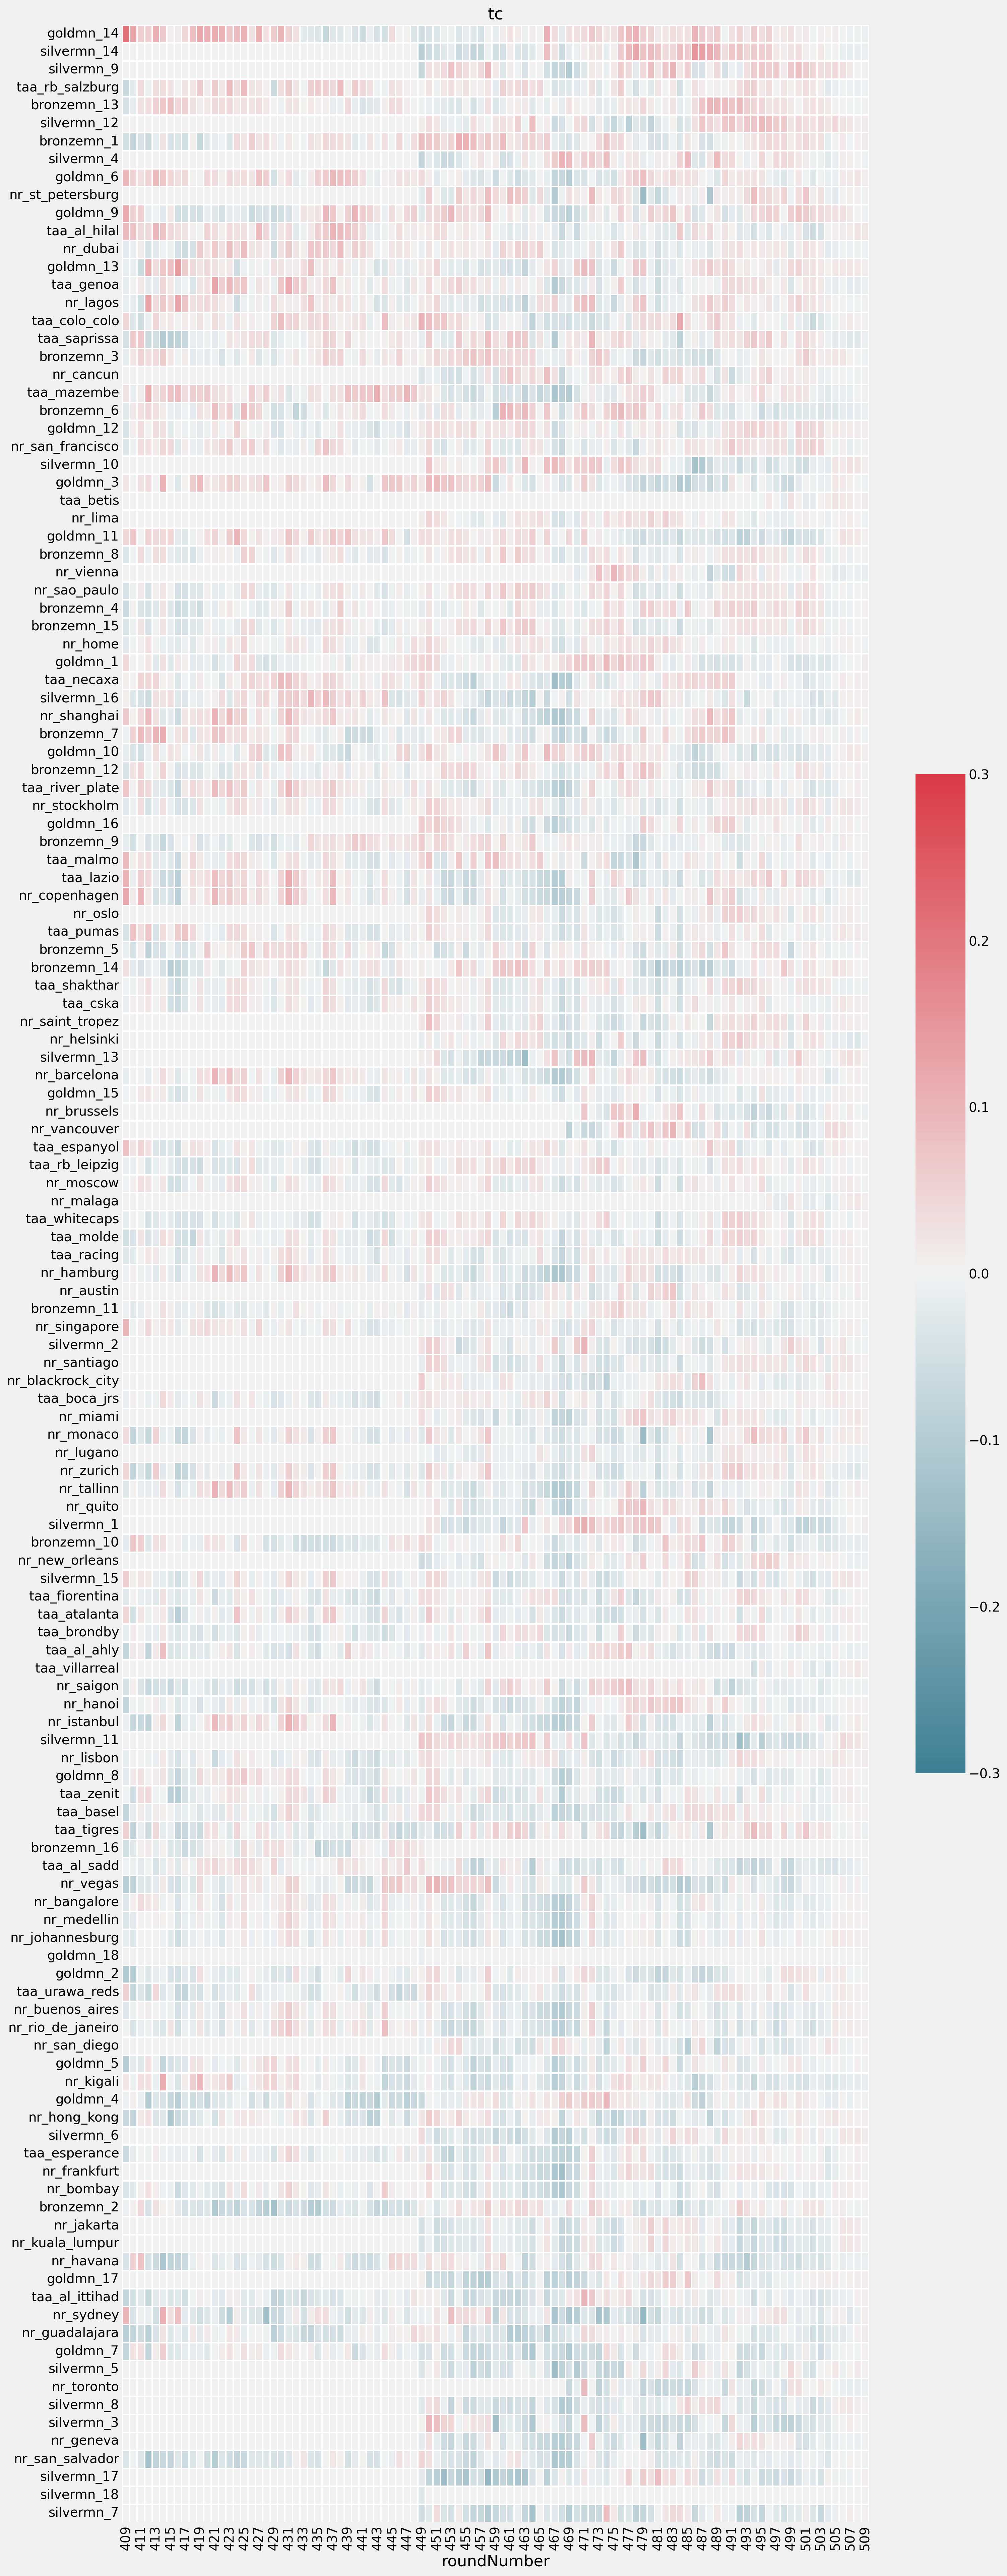 tc
goldmn_14
silvermn_14
silvermn_9
taa_rb_salzburg
bronzemn_13
silvermn_12
bronzemn_1
silvermn_4
goldmn_6
nr_st_petersburg
goldmn_9
taa_al_hilal
nr_dubai
goldmn_13
taa_genoa
nr_lagos
taa_colo_colo
taa_saprissa
bronzemn_3
nr_cancun
taa_mazembe
bronzemn_6
goldmn_12
nr_san_francisco
silvermn_10
goldmn_3
taa_betis
nr_lima
goldmn_11
bronzemn_8
nr_vienna
nr_sao_paulo
bronzemn_4
bronzemn_15
nr_home
goldmn_1
taa_necaxa
silvermn_16
nr_shanghai
bronzemn_7
goldmn_10
bronzemn_12
taa_river_plate
nr_stockholm
goldmn_16
bronzemn_9
taa_malmo
taa_lazio
nr_copenhagen
nr_oslo
taa_pumas
bronzemn_5
bronzemn_14
taa_shakthar
taa_cska
nr_saint_tropez
nr_helsinki
silvermn_13
nr_barcelona
goldmn_15
nr_brussels
nr_vancouver
taa_espanyol
taa_rb_leipzig
nr_moscow
nr_malaga
taa_whitecaps
taa_molde
taa_racing
nr_hamburg
nr_austin
bronzemn_11
nr_singapore
silvermn_2
nr_santiago
nr_blackrock_city
taa_boca_jrs
nr_miami
nr_monaco
nr_lugano
nr_zurich
nr_tallinn
nr_quito
silvermn_1
bronzemn_10
nr_new_orleans
silvermn_15
taa_fiorentina
taa_atalanta
taa_brondby
taa_al_ahly
taa_villarreal
nr_saigon
nr_hanoi
nr_istanbul
silvermn_11
nr_lisbon
goldmn_8
taa_zenit
taa_basel
taa_tigres
bronzemn_16
taa_al_sadd
nr_vegas
nr_bangalore
nr_medellin
nr_johannesburg
goldmn_18
goldmn_2
taa_urawa_reds
nr_buenos_aires
nr_rio_de_janeiro
nr_san_diego
goldmn_5
nr_kigali
goldmn_4
nr_hong_kong
silvermn_6
taa_esperance
nr_frankfurt
nr_bombay
bronzemn_2
nr_jakarta
nr_kuala_lumpur
nr_havana
goldmn_17
taa_al_ittihad
nr_sydney
nr_guadalajara
goldmn_7
silvermn_5
nr_toronto
silvermn_8
silvermn_3
nr_geneva
nr_san_salvador
silvermn_17
silvermn_18
silvermn_7
409 411 413 415 417 419 421 423 425 427 429 431 433 435 437 439 441 443 445 447 449 451 453 455 457 459 461 463 465 467 469 471 473 475 477 479 481 483 485 487 489 491 493 495 497 499 501 503 505 507 509
roundNumber
0.3
0.2
0.1
0.0
−0.1
−0.2
−0.3